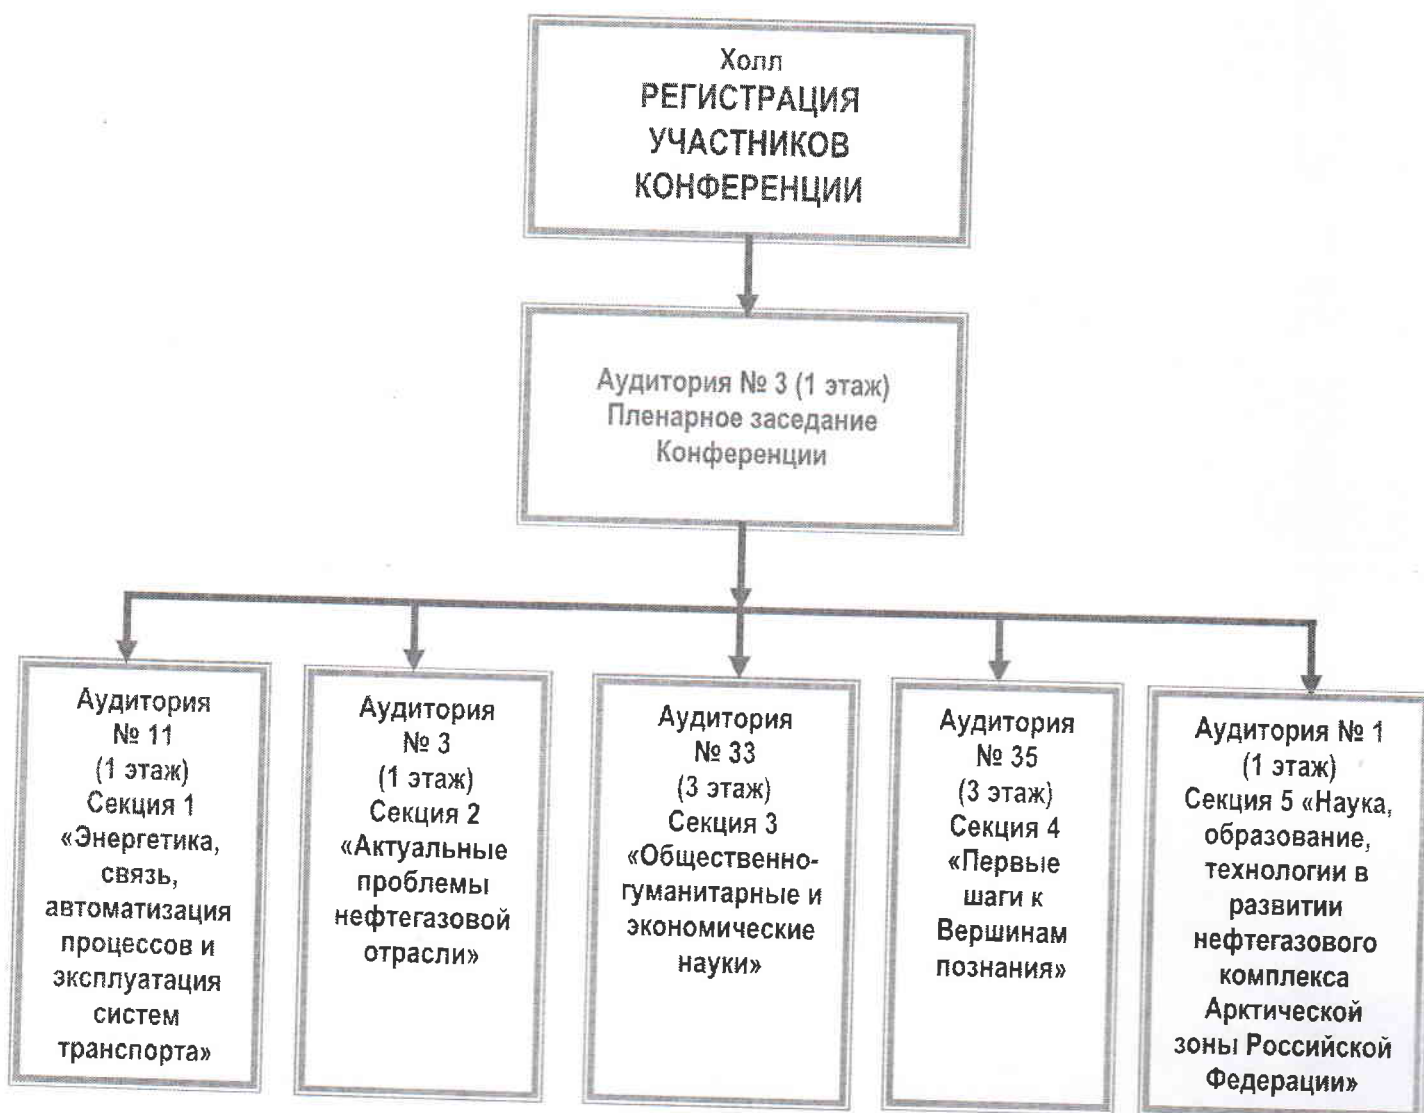 Холл
РЕГИСТРАЦИЯ
УЧАСТНИКОВ
КОНФЕРЕНЦИИ
Аудитория № 3 (1 этаж)
Пленарное заседание
Конференции
Аудитория
№ 11
(1 этаж)
Секция 1
«Энергетика,
связь,
автоматизация
процессов и
эксплуатация
систем
транспорта»
Аудитория
№ 3
(1 этаж)
Секция 2
«Актуальные
проблемы
нефтегазовой
отрасли»
Аудитория
№ 33
(3 этаж)
Секция 3
«Общественно-
гуманитарные и
экономические
науки»
Аудитория
№ 35
(3 этаж)
Секция 4
«Первые
шаги к
Вершинам
познания»
Аудитория № 1
(1 этаж)
Секция 5 «Наука,
образование,
технологии в
развитии
нефтегазового
комплекса
Арктической
зоны Российской
Федерации»